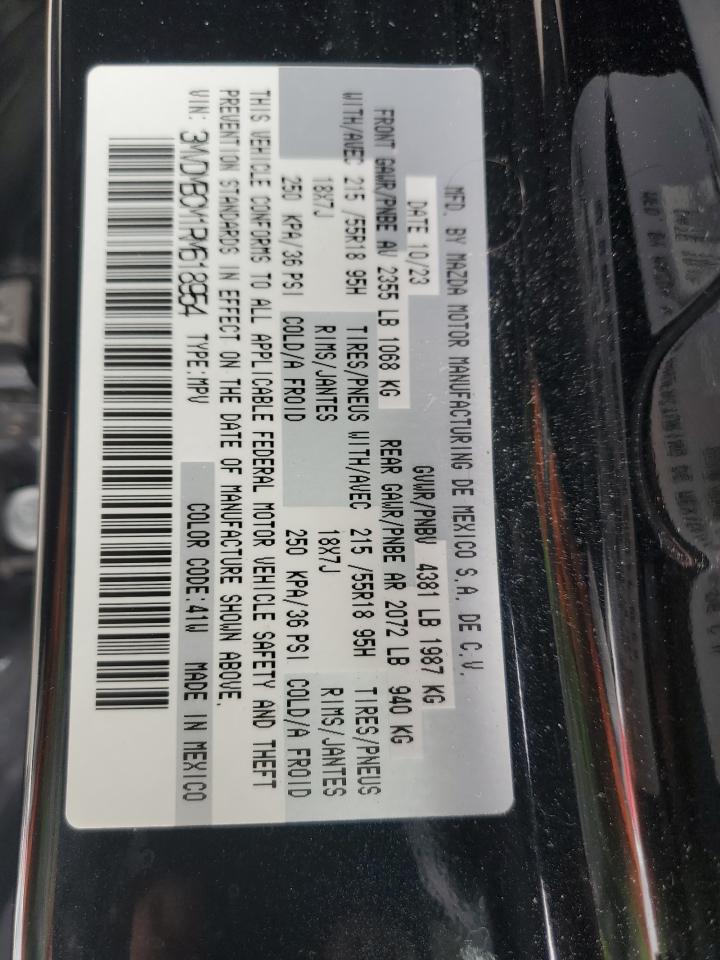 MFD. BY MAZDA MOTOR MANUFACTURING DE MEXICO S.A. DE C.V.
DATE 10/23 GVWR/PNBV 4381 LB 1987 KG
FRONT GAWR/PNBE AV 2355 LB 1068 KG REAR GAWR/PNBE AR 2072 LB 940 KG
WITH/AVEC 215 /55R18 95H TIRES/PNEUS WITH/AVEC 215 /55R18 95H TIRES/PNEUS
18X7J RIMS/JANTES 18X7J RIMS/JANTES
250 KPA/36 PSI COLD/A FROID 250 KPA/36 PSI COLD/A FROID
THIS VEHICLE CONFORMS TO ALL APPLICABLE FEDERAL MOTOR VEHICLE SAFETY AND THEFT
PREVENTION STANDARDS IN EFFECT ON THE DATE OF MANUFACTURE SHOWN ABOVE.
VIN: 3MVDMBCM1RM618954 TYPE:MPV COLOR CODE:41W MADE IN MEXICO